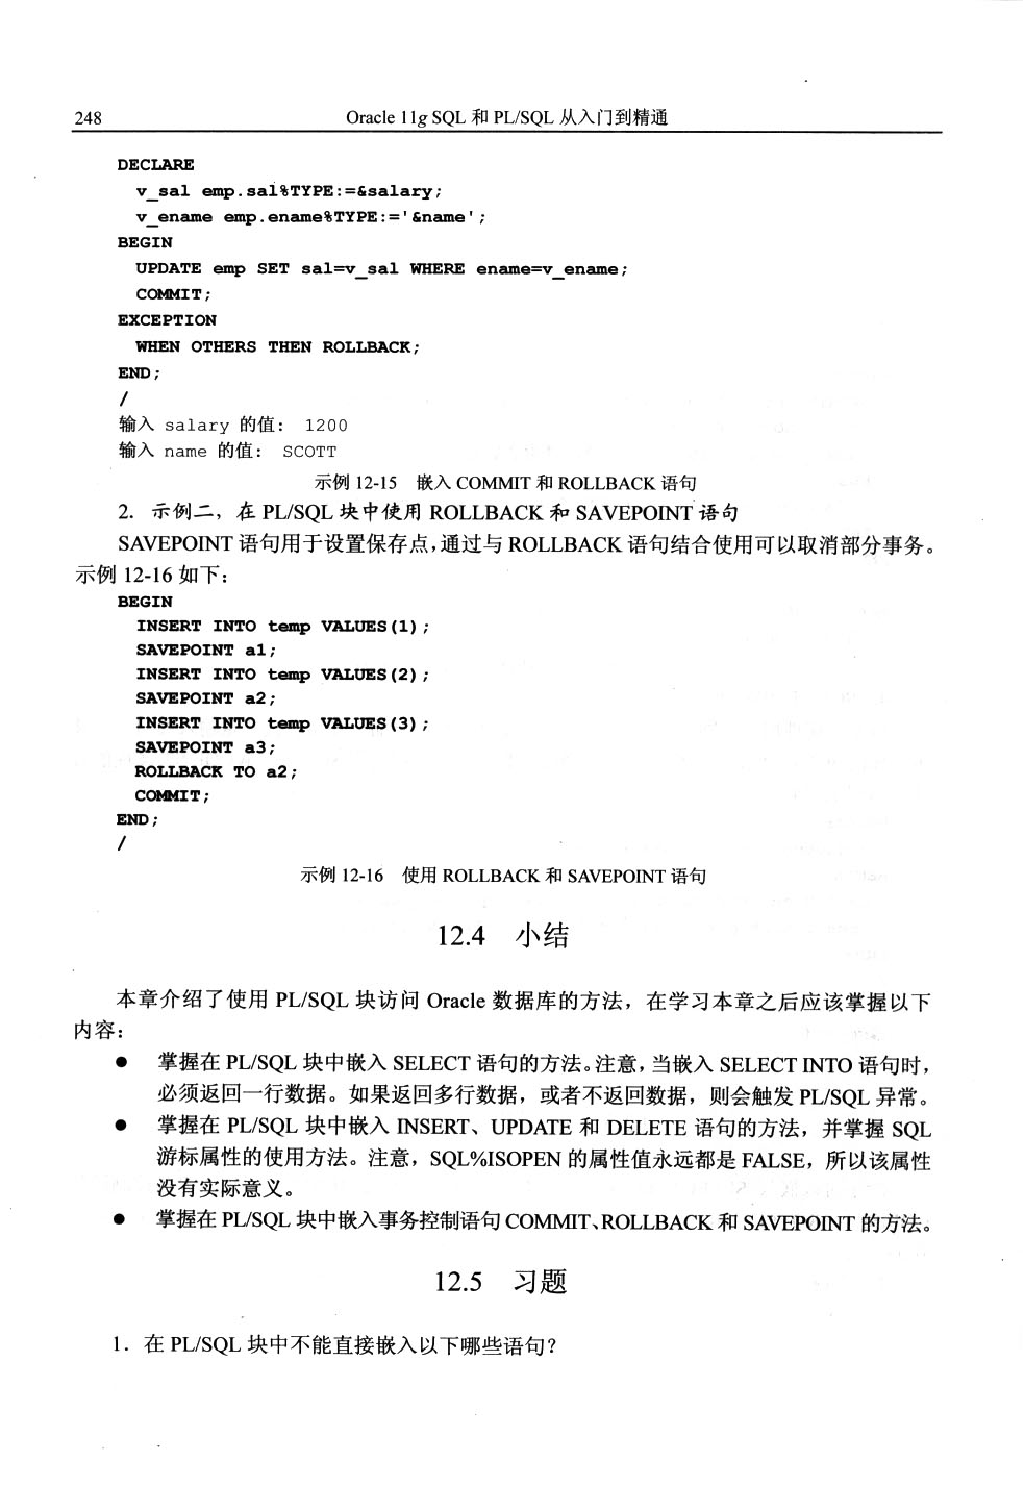 248
Oracle 11g SQL 和 PL/SQL 从入门到精通
DECLARE
v_sal emp.sal%TYPE:=&salary;
v_ename emp.ename%TYPE:='&name';
BEGIN
UPDATE emp SET sal=v_sal WHERE ename=v_ename;
COMMIT;
EXCEPTION
WHEN OTHERS THEN ROLLBACK;
END;
/
输入 salary 的值： 1200
输入 name 的值： SCOTT
示例 12-15 嵌入 COMMIT 和 ROLLBACK 语句
2. 示例二，在 PL/SQL 块中使用 ROLLBACK 和 SAVEPOINT 语句
SAVEPOINT 语句用于设置保存点，通过与 ROLLBACK 语句结合使用可以取消部分事务。
示例 12-16 如下：
BEGIN
INSERT INTO temp VALUES(1);
SAVEPOINT a1;
INSERT INTO temp VALUES(2);
SAVEPOINT a2;
INSERT INTO temp VALUES(3);
SAVEPOINT a3;
ROLLBACK TO a2;
COMMIT;
END;
/
示例 12-16 使用 ROLLBACK 和 SAVEPOINT 语句
12.4 小结
本章介绍了使用 PL/SQL 块访问 Oracle 数据库的方法，在学习本章之后应该掌握以下
内容：
● 掌握在 PL/SQL 块中嵌入 SELECT 语句的方法。注意，当嵌入 SELECT INTO 语句时，
必须返回一行数据。如果返回多行数据，或者不返回数据，则会触发 PL/SQL 异常。
● 掌握在 PL/SQL 块中嵌入 INSERT、UPDATE 和 DELETE 语句的方法，并掌握 SQL
游标属性的使用方法。注意，SQL%ISOPEN 的属性值永远都是 FALSE，所以该属性
没有实际意义。
● 掌握在 PL/SQL 块中嵌入事务控制语句 COMMIT、ROLLBACK 和 SAVEPOINT 的方法。
12.5 习题
1．在 PL/SQL 块中不能直接嵌入以下哪些语句？